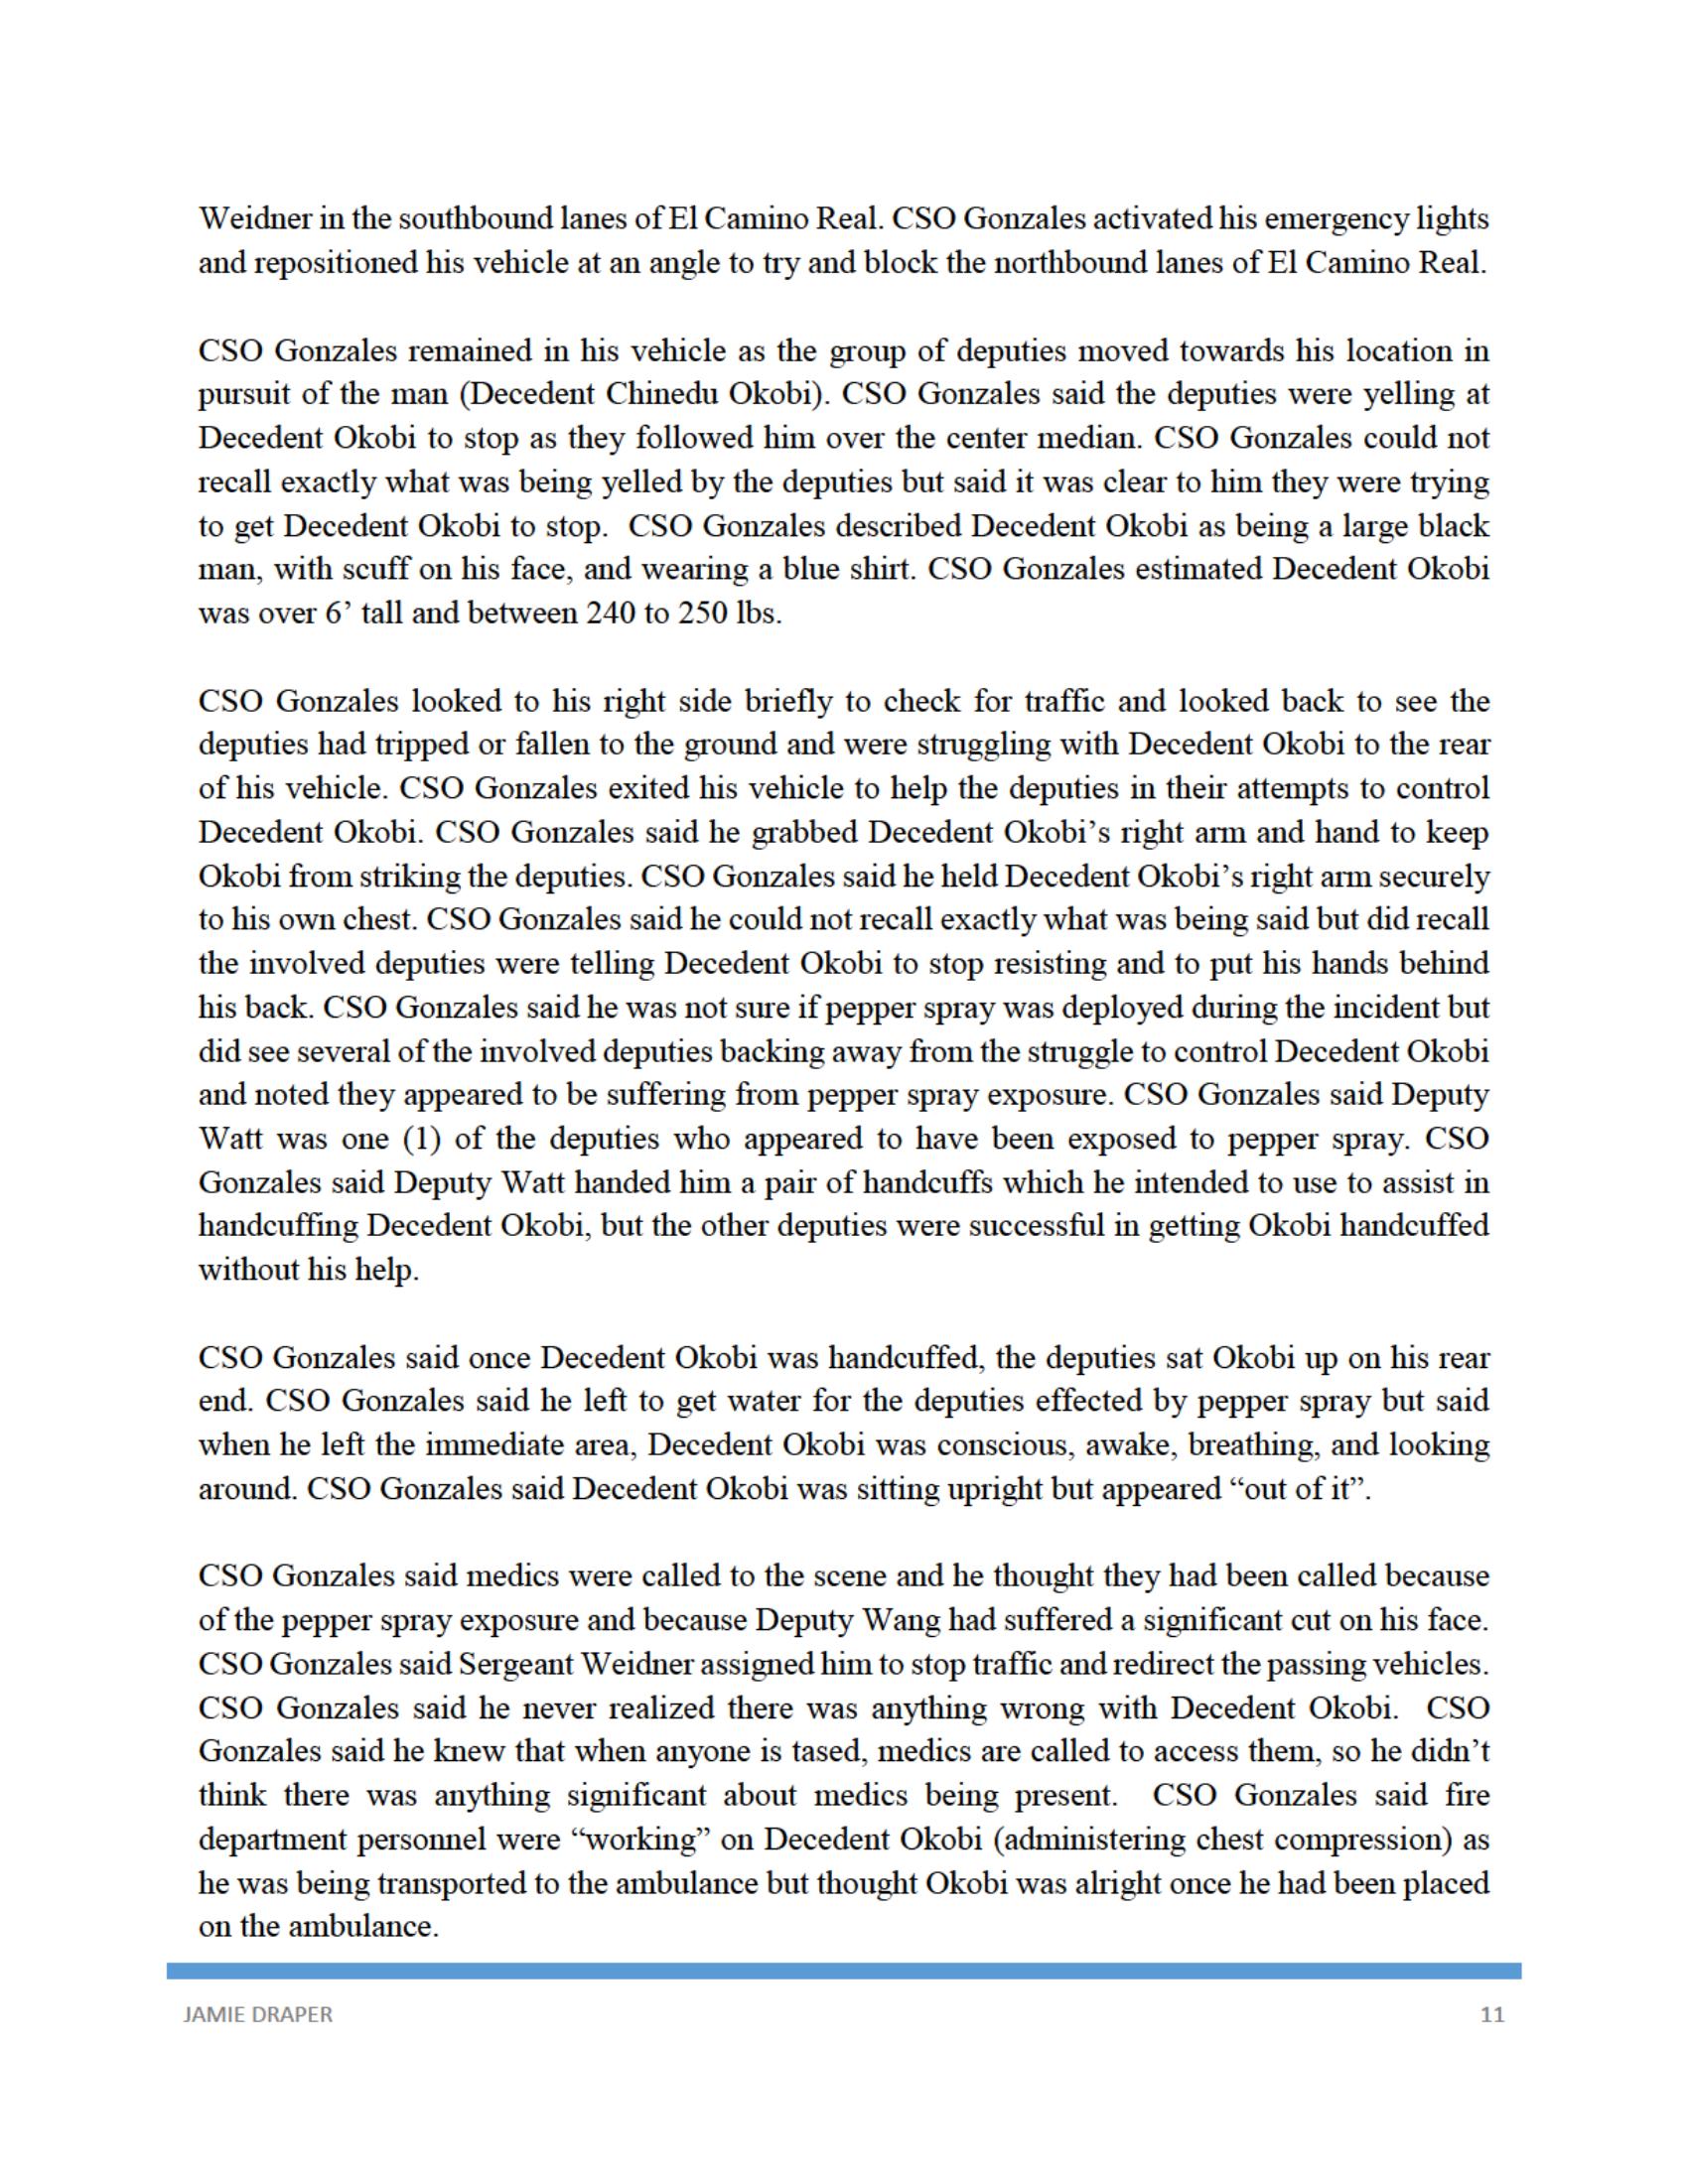 Weidner in the southbound lanes of El Camino Real. CSO Gonzales activated his emergency lights
and repositioned his vehicle at an angle to try and block the northbound lanes of El Camino Real.
CSO Gonzales remained in his vehicle as the group of deputies moved towards his location in
pursuit of the man (Decedent Chinedu Okobi). CSO Gonzales said the deputies were yelling at
Decedent Okobi to stop as they followed him over the center median. CSO Gonzales could not
recall exactly what was being yelled by the deputies but said it was clear to him they were trying
to get Decedent Okobi to stop.  CSO Gonzales described Decedent Okobi as being a large black
man, with scuff on his face, and wearing a blue shirt. CSO Gonzales estimated Decedent Okobi
was over 6’ tall and between 240 to 250 lbs.
CSO Gonzales looked to his right side briefly to check for traffic and looked back to see the
deputies had tripped or fallen to the ground and were struggling with Decedent Okobi to the rear
of his vehicle. CSO Gonzales exited his vehicle to help the deputies in their attempts to control
Decedent Okobi. CSO Gonzales said he grabbed Decedent Okobi’s right arm and hand to keep
Okobi from striking the deputies. CSO Gonzales said he held Decedent Okobi’s right arm securely
to his own chest. CSO Gonzales said he could not recall exactly what was being said but did recall
the involved deputies were telling Decedent Okobi to stop resisting and to put his hands behind
his back. CSO Gonzales said he was not sure if pepper spray was deployed during the incident but
did see several of the involved deputies backing away from the struggle to control Decedent Okobi
and noted they appeared to be suffering from pepper spray exposure. CSO Gonzales said Deputy
Watt was one (1) of the deputies who appeared to have been exposed to pepper spray. CSO
Gonzales said Deputy Watt handed him a pair of handcuffs which he intended to use to assist in
handcuffing Decedent Okobi, but the other deputies were successful in getting Okobi handcuffed
without his help.
CSO Gonzales said once Decedent Okobi was handcuffed, the deputies sat Okobi up on his rear
end. CSO Gonzales said he left to get water for the deputies effected by pepper spray but said
when he left the immediate area, Decedent Okobi was conscious, awake, breathing, and looking
around. CSO Gonzales said Decedent Okobi was sitting upright but appeared “out of it”.
CSO Gonzales said medics were called to the scene and he thought they had been called because
of the pepper spray exposure and because Deputy Wang had suffered a significant cut on his face.
CSO Gonzales said Sergeant Weidner assigned him to stop traffic and redirect the passing vehicles.
CSO Gonzales said he never realized there was anything wrong with Decedent Okobi.  CSO
Gonzales said he knew that when anyone is tased, medics are called to access them, so he didn’t
think there was anything significant about medics being present.  CSO Gonzales said fire
department personnel were “working” on Decedent Okobi (administering chest compression) as
he was being transported to the ambulance but thought Okobi was alright once he had been placed
on the ambulance.
JAMIE DRAPER 11